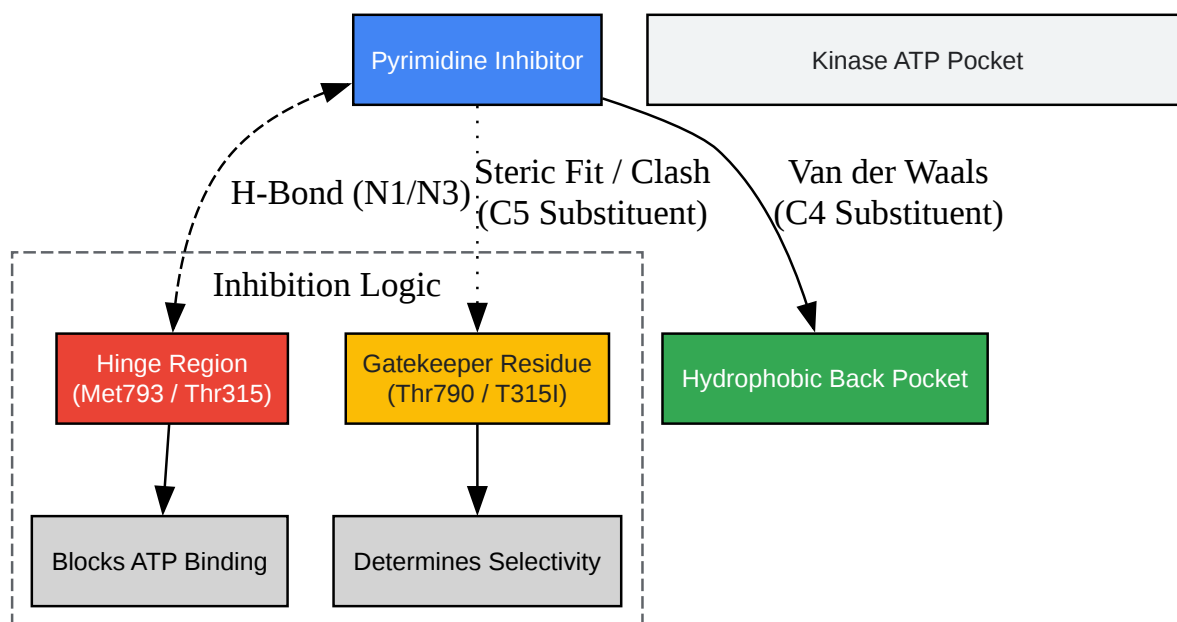 Pyrimidine Inhibitor
Kinase ATP Pocket
H-Bond (N1/N3)
Steric Fit / Clash
(C5 Substituent)
Van der Waals
(C4 Substituent)
Inhibition Logic
Hinge Region
(Met793 / Thr315)
Gatekeeper Residue
(Thr790 / T315I)
Hydrophobic Back Pocket
Blocks ATP Binding
Determines Selectivity